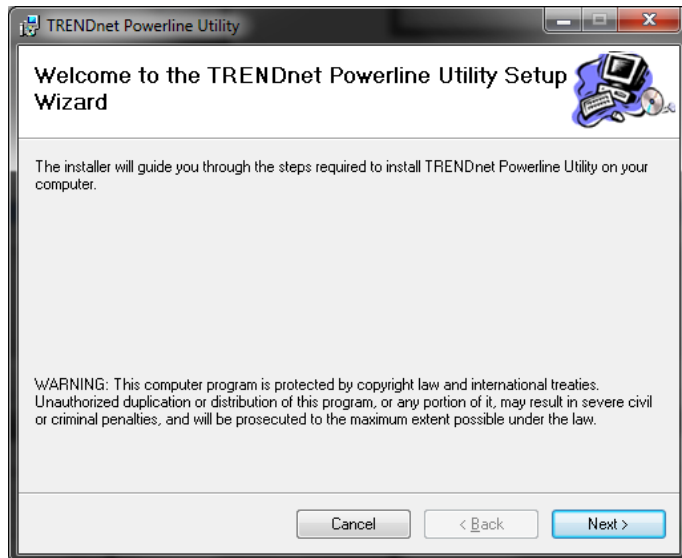 TRENDnet Powerline Utility
Welcome to the TRENDnet Powerline Utility Setup
Wizard
The installer will guide you through the steps required to install TRENDnet Powerline Utility on your
computer.
WARNING: This computer program is protected by copyright law and international treaties.
Unauthorized duplication or distribution of this program, or any portion of it, may result in severe civil
or criminal penalties, and will be prosecuted to the maximum extent possible under the law.
Cancel
< Back
Next >